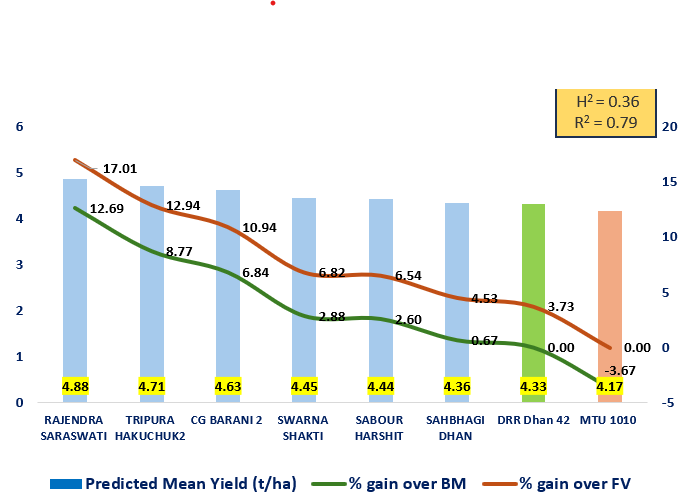 H² = 0.36
R² = 0.79
6
5
4
3
2
1
0
20
15
10
5
0
-5
17.01
12.94
10.94
6.82
6.54
4.53
3.73
0.00
12.69
8.77
6.84
2.88
2.60
0.67
0.00
-3.67
4.88
4.71
4.63
4.45
4.44
4.36
4.33
4.17
RAJENDRA
SARASWATI
TRIPURA
HAKUCHUK2
CG BARANI 2
SWARNA
SHAKTI
SABOUR
HARSHIT
SAHBHAGI
DHAN
DRR Dhan 42
MTU 1010
Predicted Mean Yield (t/ha)
% gain over BM
% gain over FV